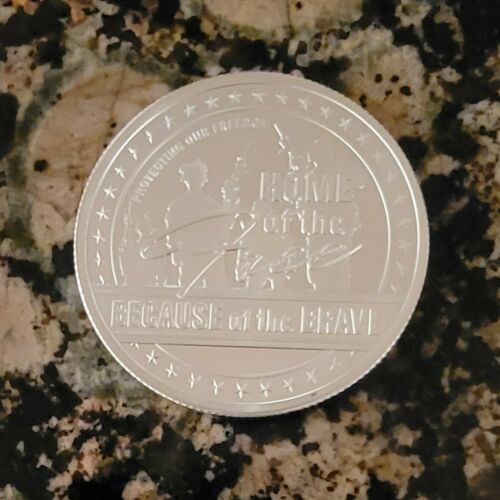 PROTECTING OUR FREEDOM
HOME
of the
Free
BECAUSE of the BRAVE